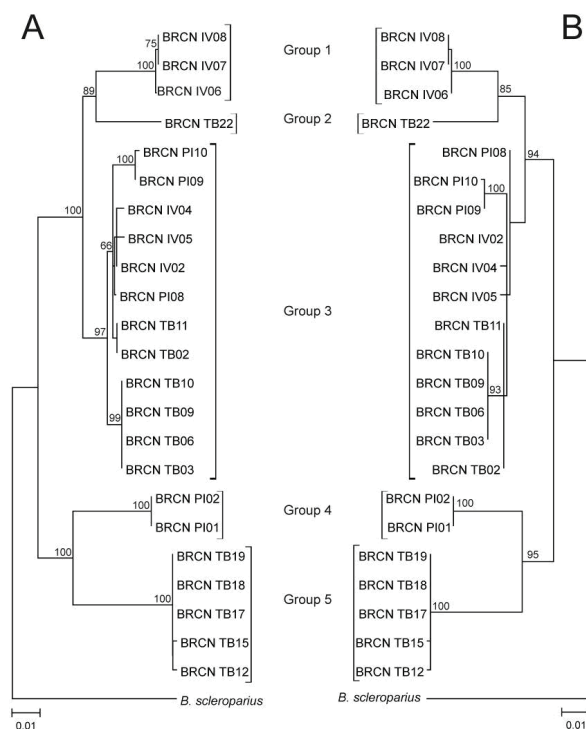 A
B
75
BRCN IV08
BRCN IV07
100
BRCN IV06
89
BRCN TB22
100
BRCN PI10
100
BRCN PI09
BRCN IV04
BRCN IV05
66
BRCN IV02
BRCN PI08
97
BRCN TB11
BRCN TB02
BRCN TB10
BRCN TB09
99
BRCN TB06
BRCN TB03
BRCN PI02
100
BRCN PI01
100
BRCN TB19
BRCN TB18
100
BRCN TB17
BRCN TB15
BRCN TB12
B. scleroparius
0.01
Group 1
Group 2
Group 3
Group 4
Group 5
BRCN IV08
BRCN IV07
100
BRCN IV06
85
BRCN TB22
94
BRCN PI08
BRCN PI10
100
BRCN PI09
BRCN IV02
BRCN IV04
BRCN IV05
BRCN TB11
BRCN TB10
BRCN TB09
93
BRCN TB06
BRCN TB03
BRCN TB02
BRCN PI02
100
BRCN PI01
95
BRCN TB19
BRCN TB18
BRCN TB17
100
BRCN TB15
BRCN TB12
B. scleroparius
0.01